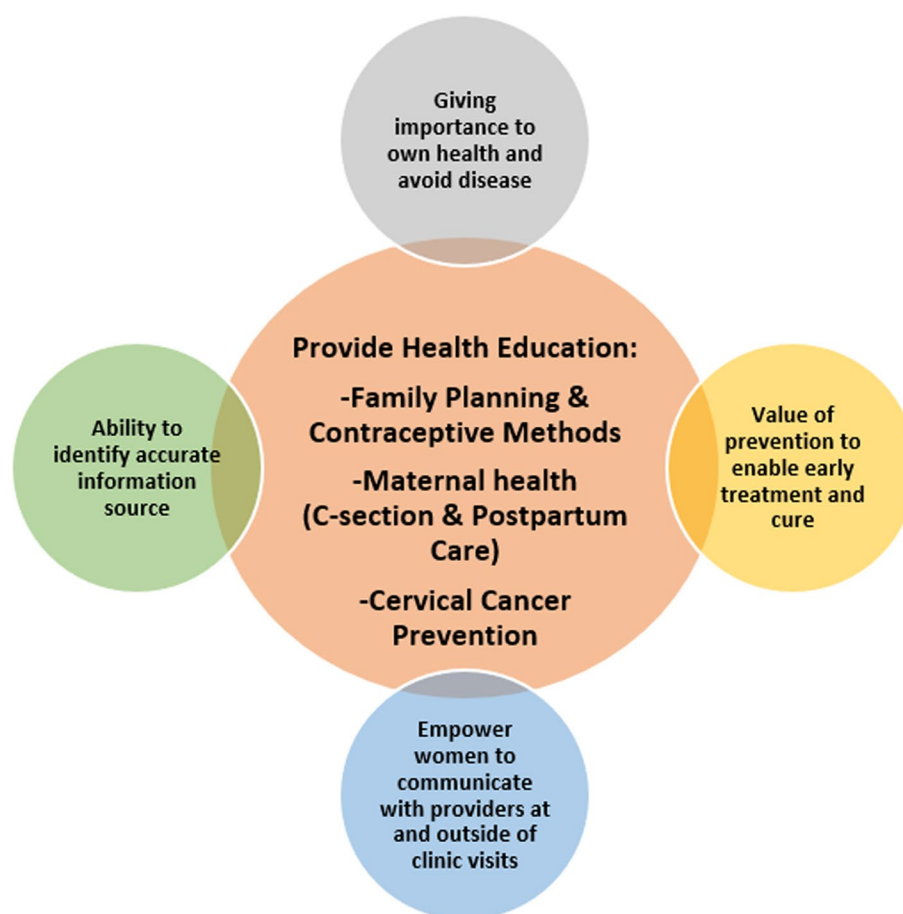 Giving
importance to
own health and
avoid disease
Provide Health Education:
-Family Planning &
Contraceptive Methods
-Maternal health
(C-section & Postpartum
Care)
-Cervical Cancer
Prevention
Ability to
identify accurate
information
source
Value of
prevention to
enable early
treatment and
cure
Empower
women to
communicate
with providers at
and outside of
clinic visits